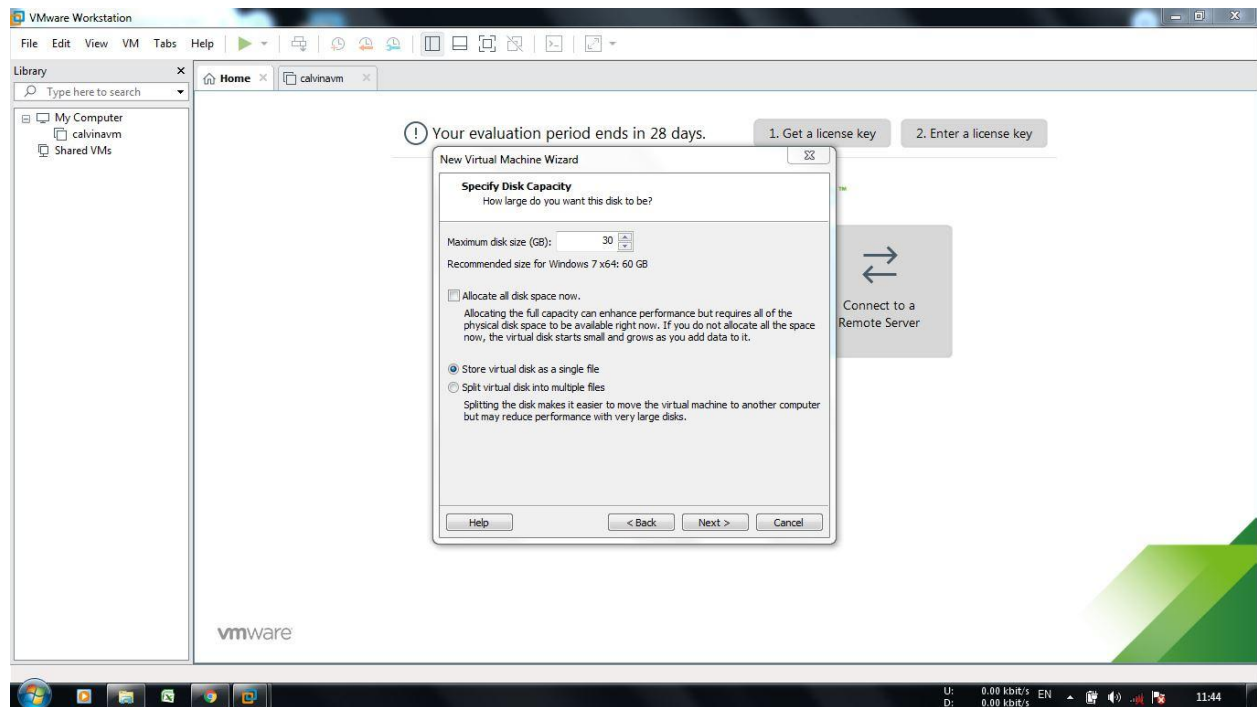 VMware Workstation
File Edit View VM Tabs Help
Library
Type here to search
My Computer
calvinavm
Shared VMs
Home
calvinavm
Your evaluation period ends in 28 days.
1. Get a license key
2. Enter a license key
New Virtual Machine Wizard
Specify Disk Capacity
How large do you want this disk to be?
Maximum disk size (GB): 30
Recommended size for Windows 7 x64: 60 GB
Allocate all disk space now.
Allocating the full capacity can enhance performance but requires all of the
physical disk space to be available right now. If you do not allocate all the space
now, the virtual disk starts small and grows as you add data to it.
Store virtual disk as a single file
Split virtual disk into multiple files
Splitting the disk makes it easier to move the virtual machine to another computer
but may reduce performance with very large disks.
Help < Back Next > Cancel
™
Connect to a
Remote Server
vmware
U: 0.00 kbit/s
D: 0.00 kbit/s
EN
11:44